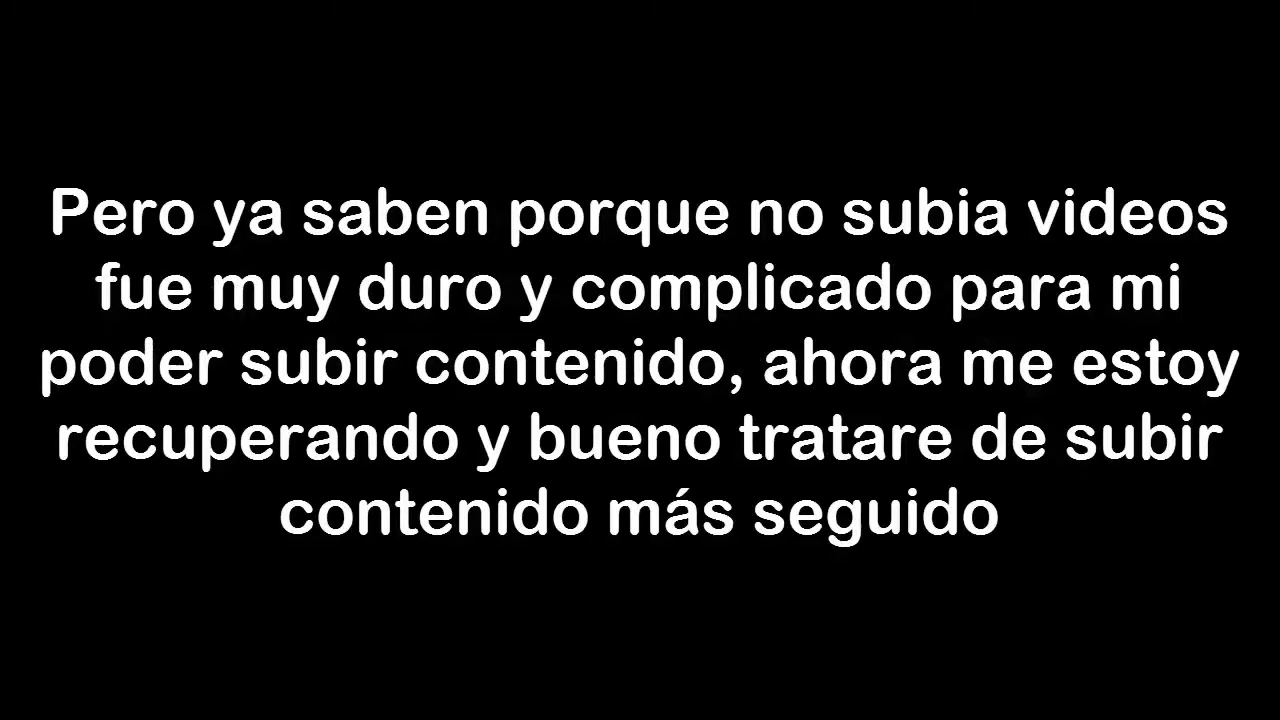 Pero ya saben porque no subia videos
fue muy duro y complicado para mi
poder subir contenido, ahora me estoy
recuperando y bueno tratare de subir
contenido más seguido